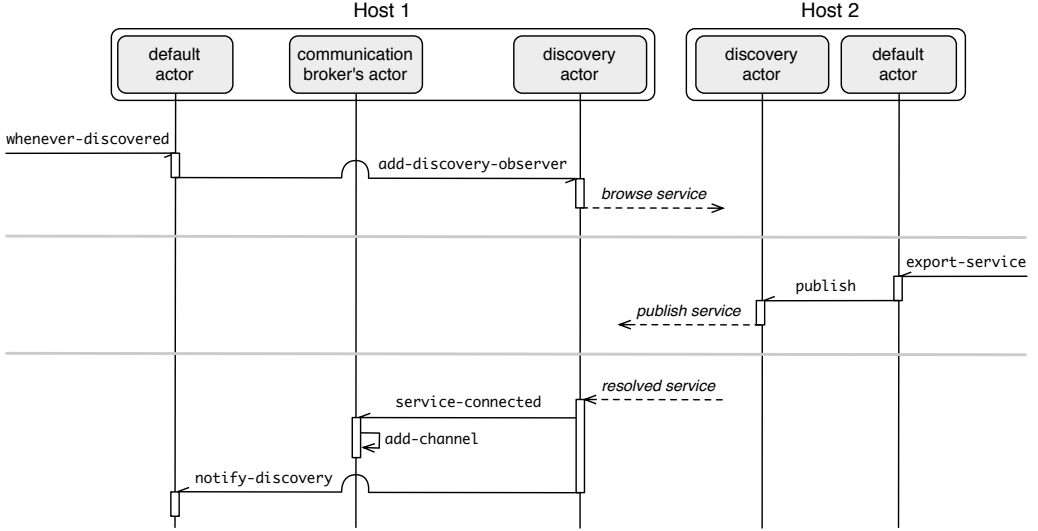 Host 1
Host 2
default
actor
communication
broker's actor
discovery
actor
discovery
actor
default
actor
whenever-discovered
add-discovery-observer
browse service
export-service
publish
publish service
resolved service
service-connected
add-channel
notify-discovery